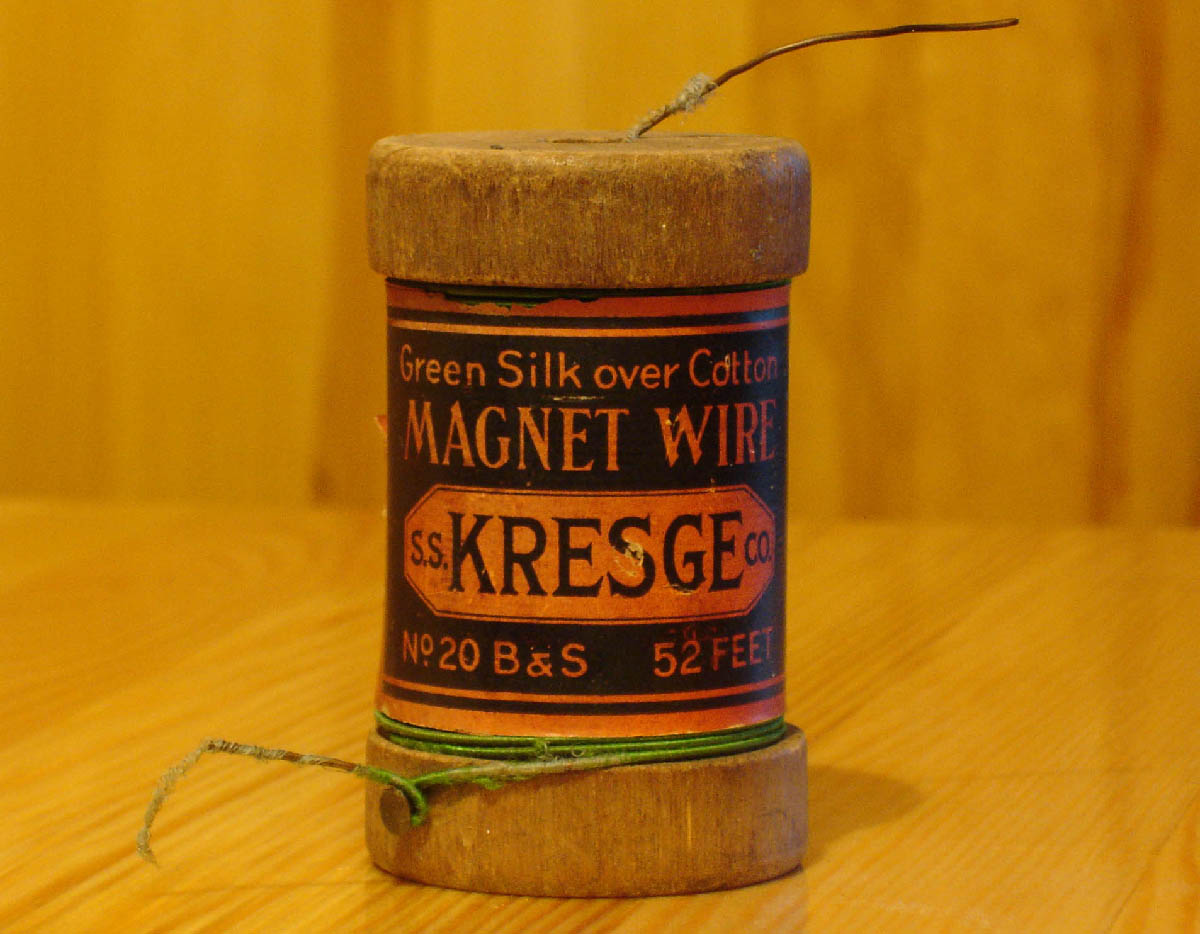 Green Silk over Cotton
MAGNET WIRE
S.S. KRESGE CO.
Nº 20 B & S 52 FEET